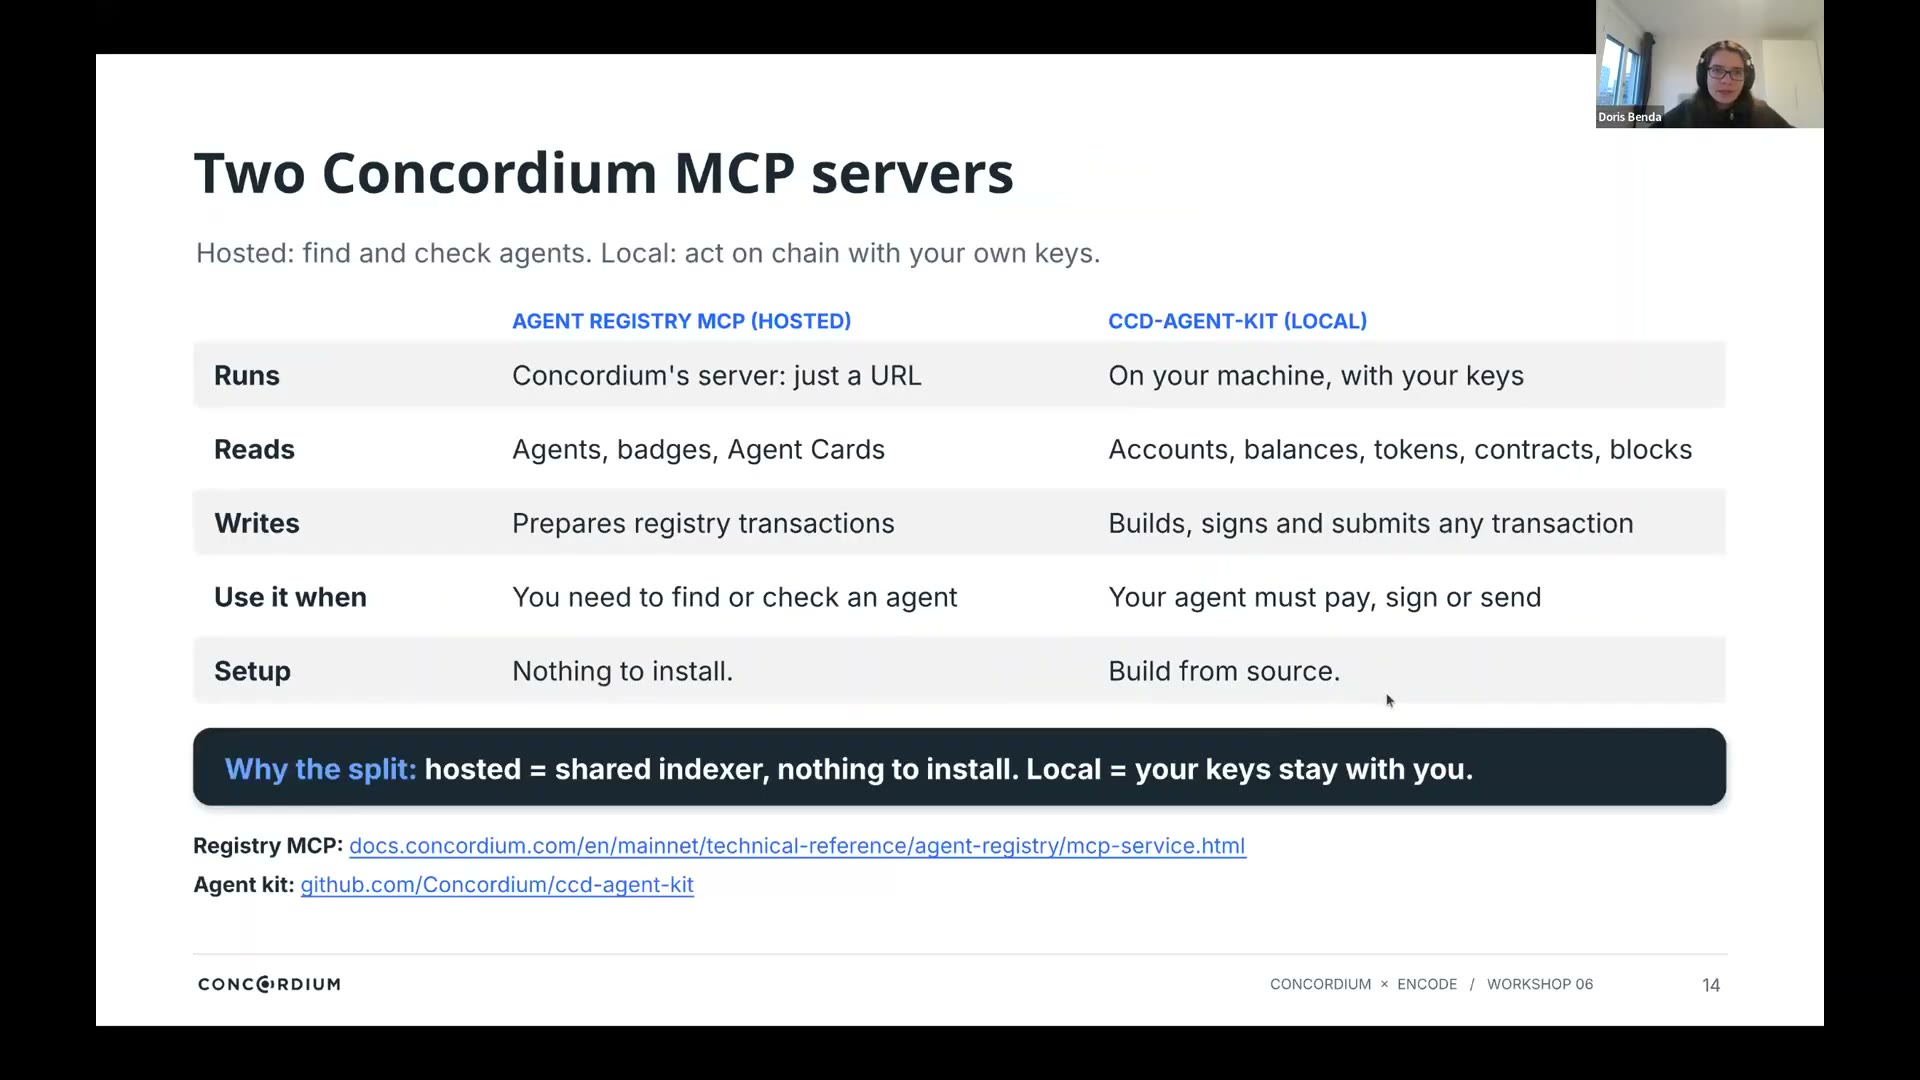 Doris Benda
Two Concordium MCP servers
Hosted: find and check agents. Local: act on chain with your own keys.
AGENT REGISTRY MCP (HOSTED) CCD-AGENT-KIT (LOCAL)
Runs Concordium's server: just a URL On your machine, with your keys
Reads Agents, badges, Agent Cards Accounts, balances, tokens, contracts, blocks
Writes Prepares registry transactions Builds, signs and submits any transaction
Use it when You need to find or check an agent Your agent must pay, sign or send
Setup Nothing to install. Build from source.
Why the split: hosted = shared indexer, nothing to install. Local = your keys stay with you.
Registry MCP: docs.concordium.com/en/mainnet/technical-reference/agent-registry/mcp-service.html
Agent kit: github.com/Concordium/ccd-agent-kit
CONCORDIUM CONCORDIUM × ENCODE / WORKSHOP 06 14